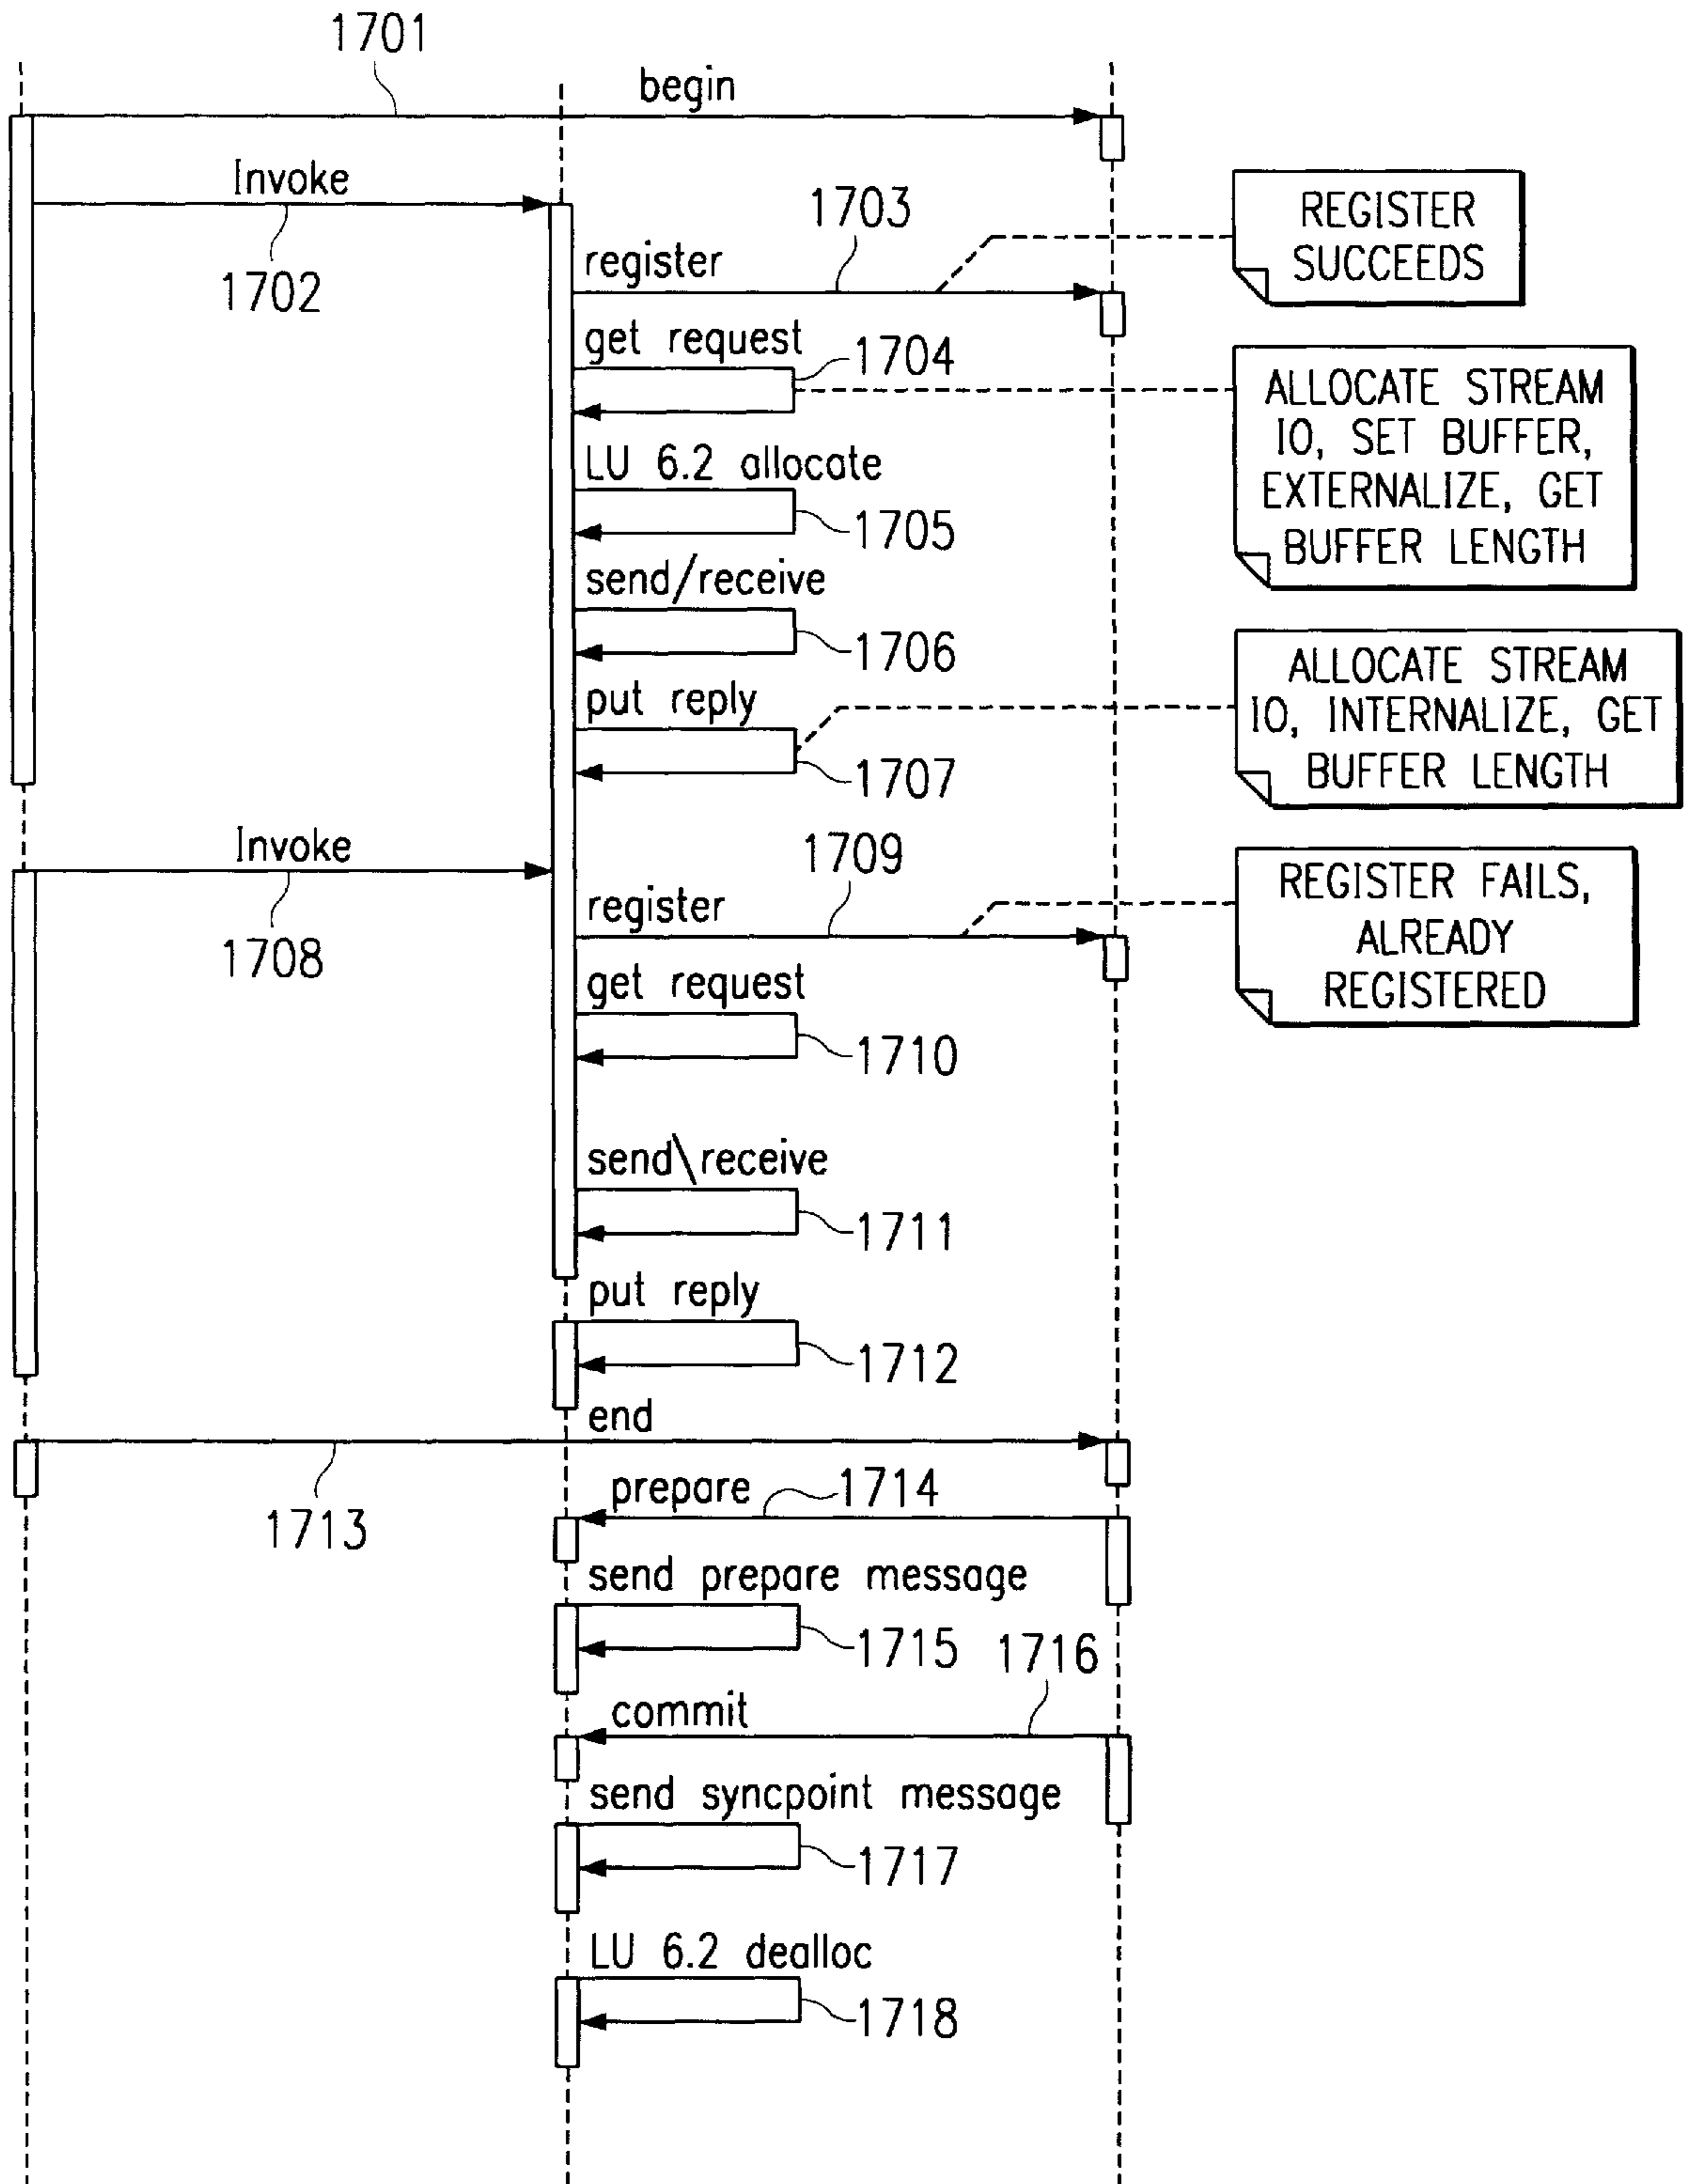 1701
begin
Invoke
1702
1703
register
REGISTER
SUCCEEDS
get request
1704
ALLOCATE STREAM
IO, SET BUFFER,
EXTERNALIZE, GET
BUFFER LENGTH
LU 6.2 allocate
1705
send/receive
1706
put reply
1707
ALLOCATE STREAM
IO, INTERNALIZE, GET
BUFFER LENGTH
Invoke
1708
1709
register
REGISTER FAILS,
ALREADY
REGISTERED
get request
1710
send\receive
1711
put reply
1712
end
1713
prepare
1714
send prepare message
1715
1716
commit
send syncpoint message
1717
LU 6.2 dealloc
1718